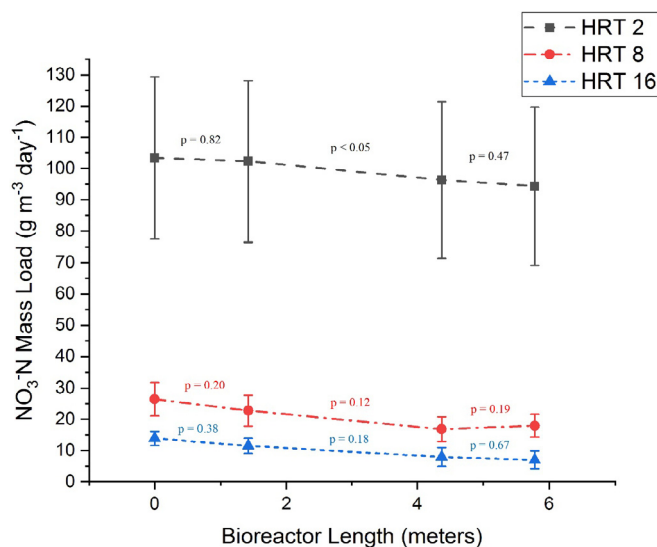 HRT 2
HRT 8
HRT 16
130
120
110
100
90
80
70
60
50
40
30
20
10
0
NO₃⁻-N Mass Load (g m⁻³ day⁻¹)
p = 0.82
p < 0.05
p = 0.47
p = 0.20
p = 0.12
p = 0.19
p = 0.38
p = 0.18
p = 0.67
0 2 4 6
Bioreactor Length (meters)